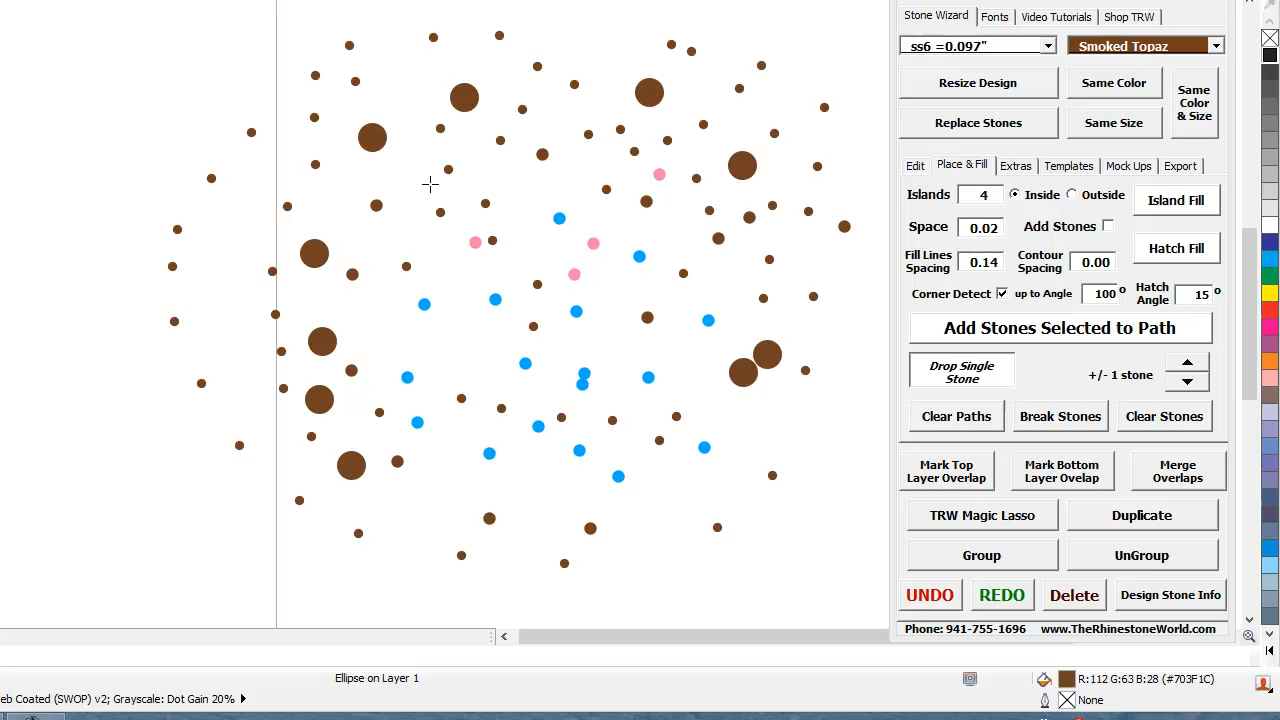 Stone Wizard Fonts Video Tutorials Shop TRW
ss6 =0.097" Smoked Topaz
Resize Design Same Color Same Color & Size
Replace Stones Same Size
Edit Place & Fill Extras Templates Mock Ups Export
Islands 4 Inside Outside Island Fill
Space 0.02 Add Stones
Hatch Fill
Fill Lines Spacing 0.14 Contour Spacing 0.00
Corner Detect up to Angle 100 o Hatch Angle 15 o
Add Stones Selected to Path
Drop Single Stone +/- 1 stone
Clear Paths Break Stones Clear Stones
Mark Top Layer Overlap Mark Bottom Layer Ovelap Merge Overlaps
TRW Magic Lasso Duplicate
Group UnGroup
UNDO REDO Delete Design Stone Info
Phone: 941-755-1696 www.TheRhinestoneWorld.com
Ellipse on Layer 1 R:112 G:63 B:28 (#703F1C)
eb Coated (SWOP) v2; Grayscale: Dot Gain 20% None